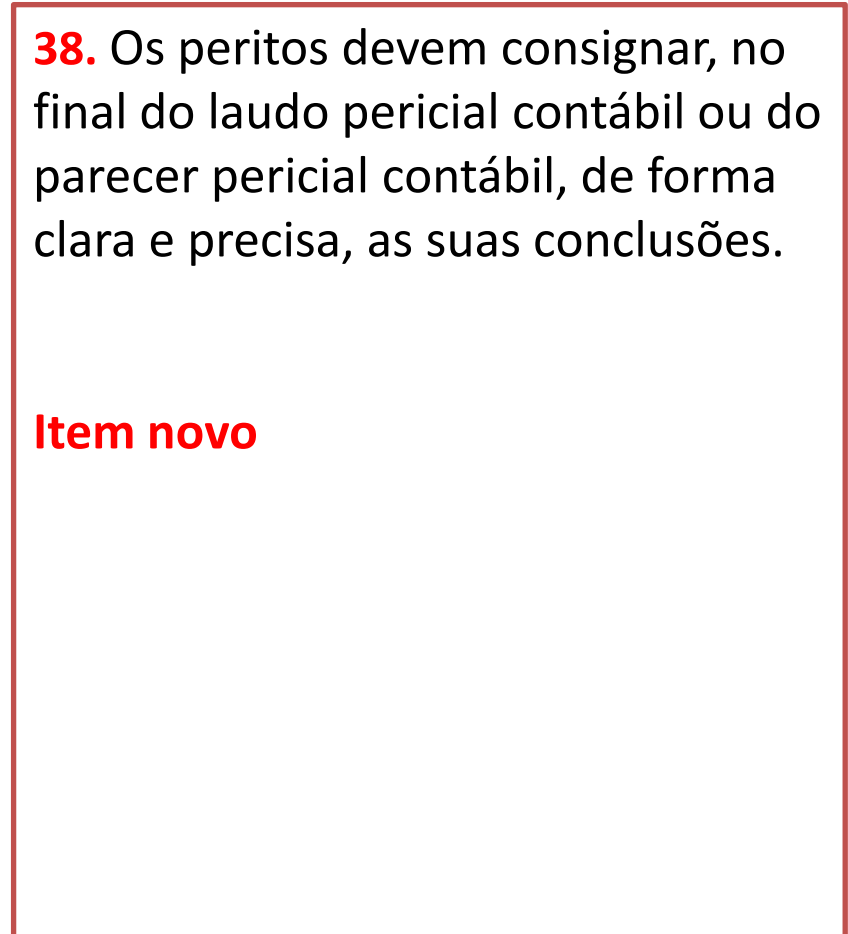 38. Os peritos devem consignar, no
final do laudo pericial contábil ou do
parecer pericial contábil, de forma
clara e precisa, as suas conclusões.
Item novo